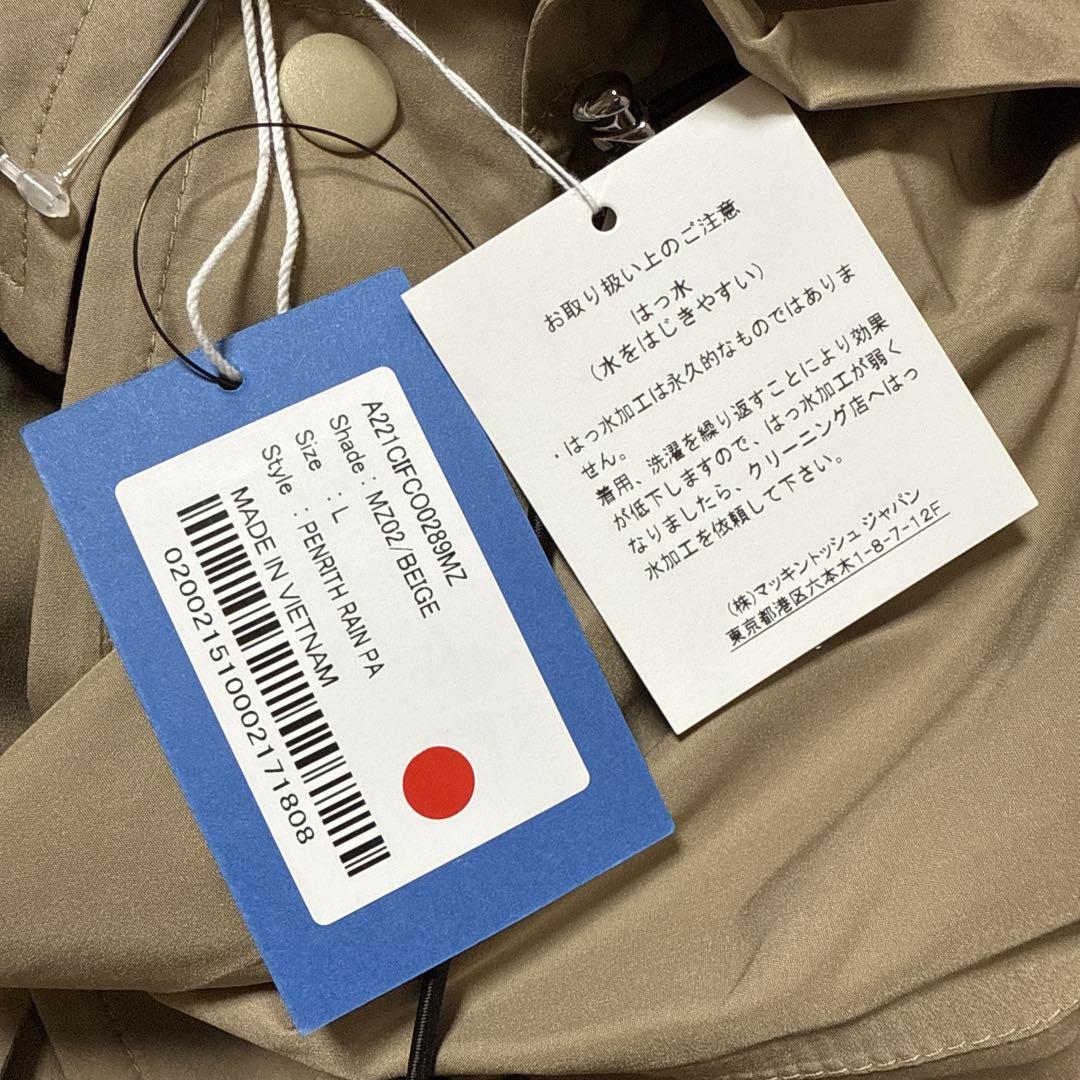 A221CIFCO0289MZ
Shade : MZ02/BEIGE
Size : L
Style : PENRITH RAIN PA
MADE IN VIETNAM
020021510002171808
お取り扱い上のご注意
はっ水
(水をはじきやすい)
・はっ水加工は永久的なものではありま
せん。
着用、洗濯を繰り返すことにより効果
が低下しますので、はっ水加工が弱く
なりましたら、クリーニング店へはっ
水加工を依頼して下さい。
(株)マッキントッシュ ジャパン
東京都港区六本木1-8-7-12F